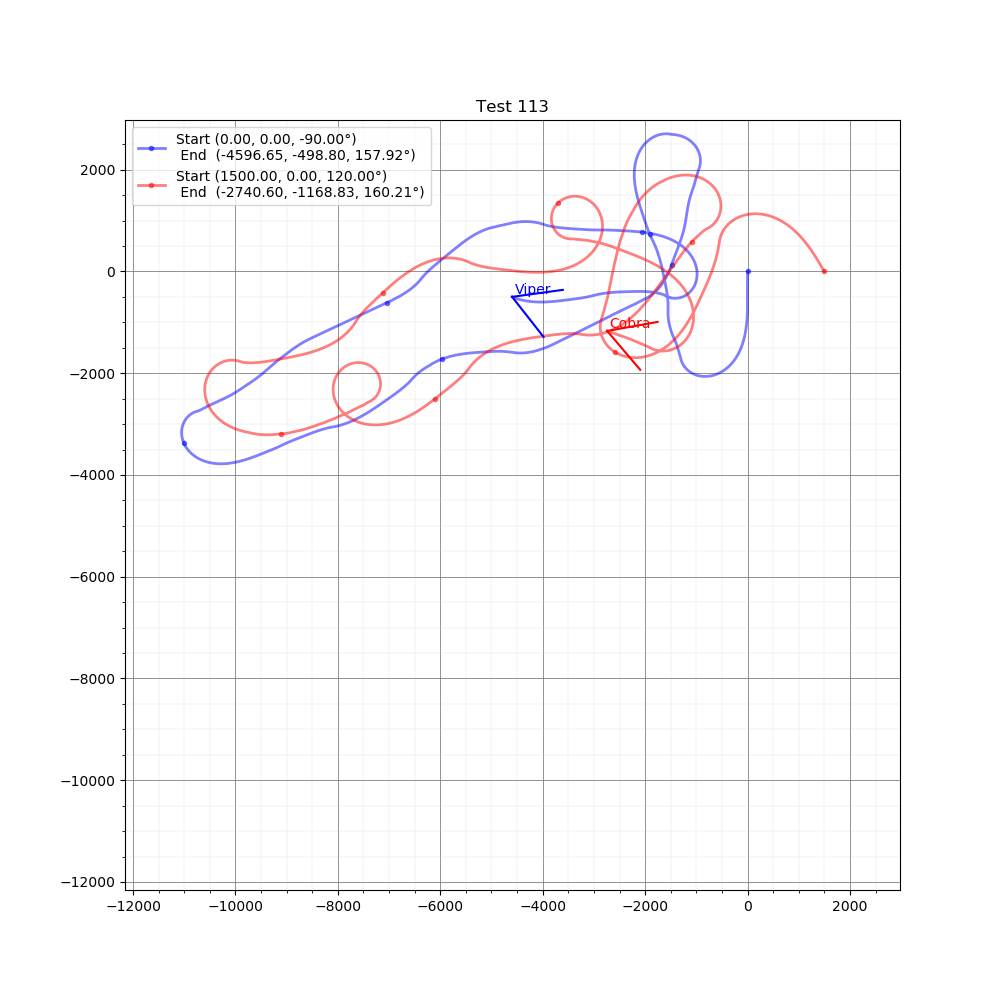 Test 113
Start (0.00, 0.00, -90.00°)
End (-4596.65, -498.80, 157.92°)
Start (1500.00, 0.00, 120.00°)
End (-2740.60, -1168.83, 160.21°)
2000
0
−2000
−4000
−6000
−8000
−10000
−12000
Viper
Cobra
−12000 −10000 −8000 −6000 −4000 −2000 0 2000